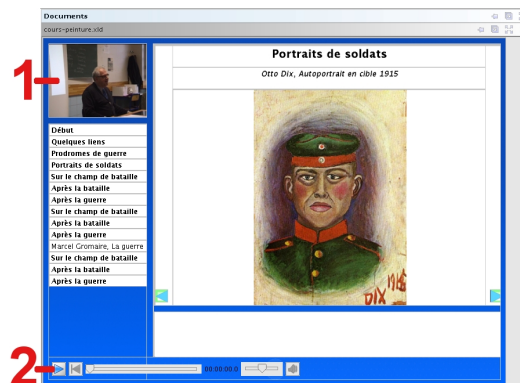 Documents
cours-peinture.xld
1
Portraits de soldats
Otto Dix, Autoportrait en cible 1915
Début
Quelques liens
Prodromes de guerre
Portraits de soldats
Sur le champ de bataille
Après la bataille
Après la guerre
Sur le champ de bataille
Après la bataille
Après la guerre
Marcel Gromaire, La guerre
Sur le champ de bataille
Après la bataille
Après la guerre
DIX 1915
2
00:00:00.0